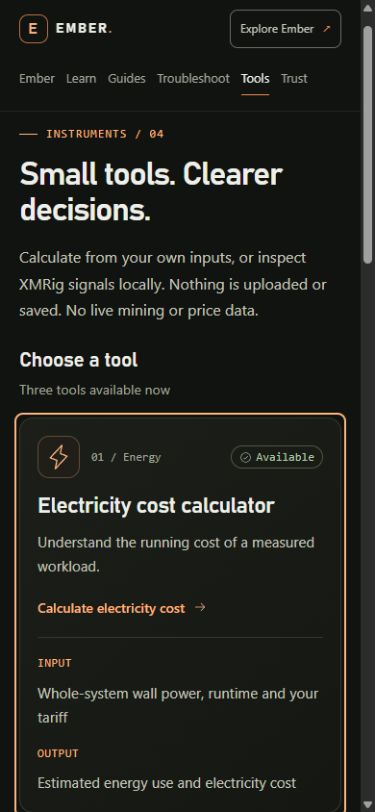 E EMBER.
Explore Ember ↗
Ember Learn Guides Troubleshoot Tools Trust
INSTRUMENTS / 04
Small tools. Clearer
decisions.
Calculate from your own inputs, or inspect
XMRig signals locally. Nothing is uploaded or
saved. No live mining or price data.
Choose a tool
Three tools available now
01 / Energy
Available
Electricity cost calculator
Understand the running cost of a measured
workload.
Calculate electricity cost →
INPUT
Whole-system wall power, runtime and your
tariff
OUTPUT
Estimated energy use and electricity cost